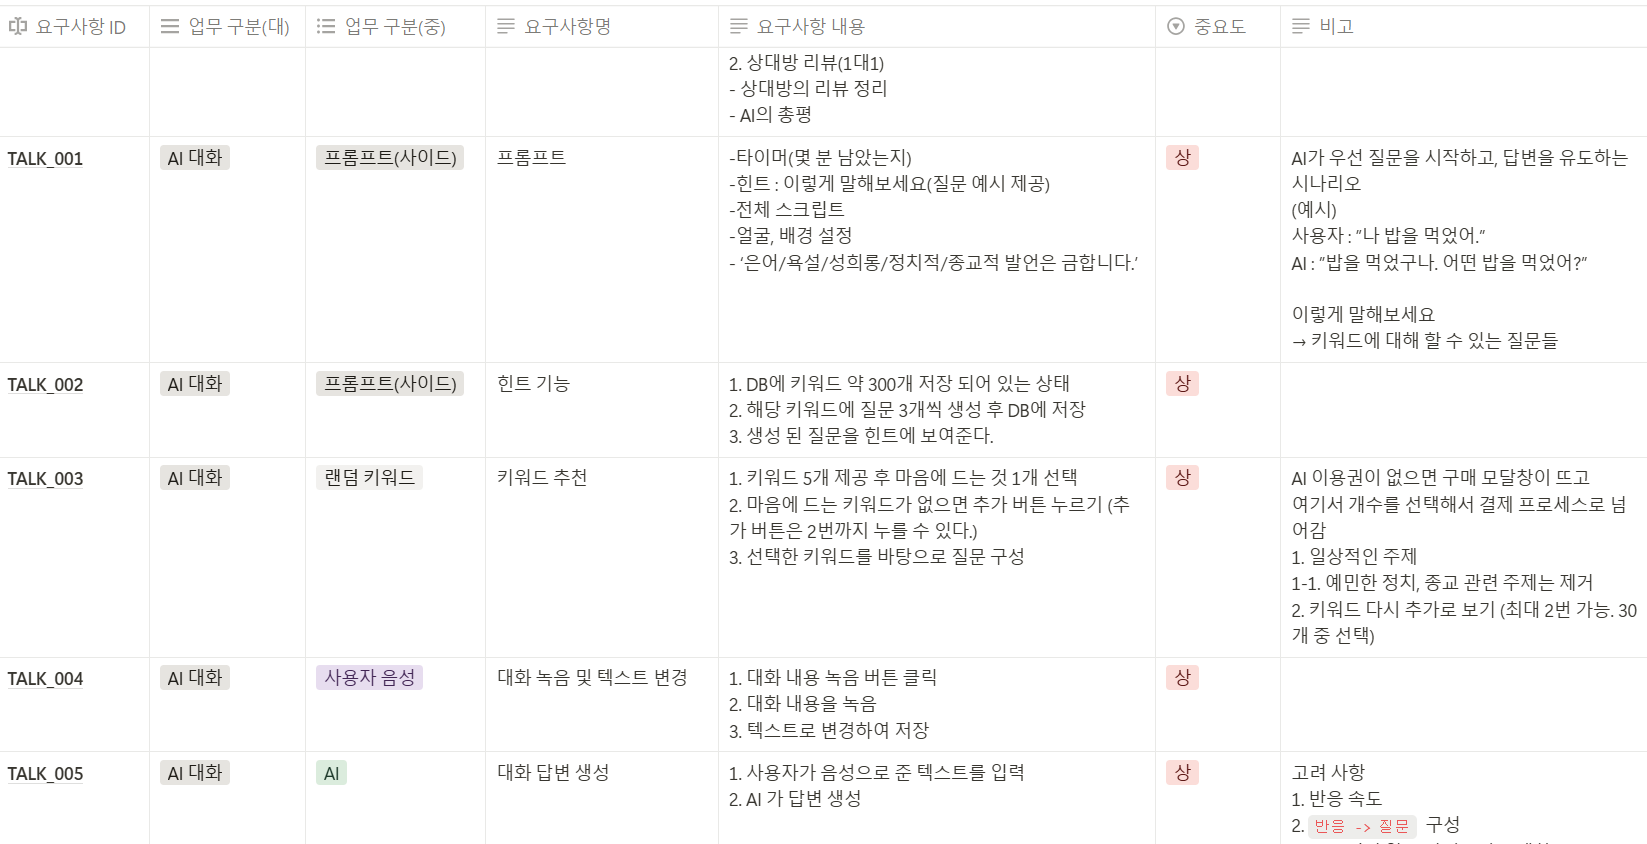 요구사항 ID 업무 구분(대) 업무 구분(중) 요구사항명 요구사항 내용 중요도 비고
2. 상대방 리뷰(1대1)
- 상대방의 리뷰 정리
- AI의 총평
TALK_001 AI 대화 프롬프트(사이드) 프롬프트
-타이머(몇 분 남았는지)
-힌트 : 이렇게 말해보세요(질문 예시 제공)
-전체 스크립트
-얼굴, 배경 설정
- ‘은어/욕설/성희롱/정치적/종교적 발언은 금합니다.’
상
AI가 우선 질문을 시작하고, 답변을 유도하는
시나리오
(예시)
사용자 : “나 밥을 먹었어.”
AI : “밥을 먹었구나. 어떤 밥을 먹었어?”
이렇게 말해보세요
→ 키워드에 대해 할 수 있는 질문들
TALK_002 AI 대화 프롬프트(사이드) 힌트 기능
1. DB에 키워드 약 300개 저장 되어 있는 상태
2. 해당 키워드에 질문 3개씩 생성 후 DB에 저장
3. 생성 된 질문을 힌트에 보여준다.
상
TALK_003 AI 대화 랜덤 키워드 키워드 추천
1. 키워드 5개 제공 후 마음에 드는 것 1개 선택
2. 마음에 드는 키워드가 없으면 추가 버튼 누르기 (추
가 버튼은 2번까지 누를 수 있다.)
3. 선택한 키워드를 바탕으로 질문 구성
상
AI 이용권이 없으면 구매 모달창이 뜨고
여기서 개수를 선택해서 결제 프로세스로 넘
어감
1. 일상적인 주제
1-1. 예민한 정치, 종교 관련 주제는 제거
2. 키워드 다시 추가로 보기 (최대 2번 가능. 30
개 중 선택)
TALK_004 AI 대화 사용자 음성 대화 녹음 및 텍스트 변경
1. 대화 내용 녹음 버튼 클릭
2. 대화 내용을 녹음
3. 텍스트로 변경하여 저장
상
TALK_005 AI 대화 AI 대화 답변 생성
1. 사용자가 음성으로 준 텍스트를 입력
2. AI 가 답변 생성
상
고려 사항
1. 반응 속도
2. 반응 -> 질문 구성